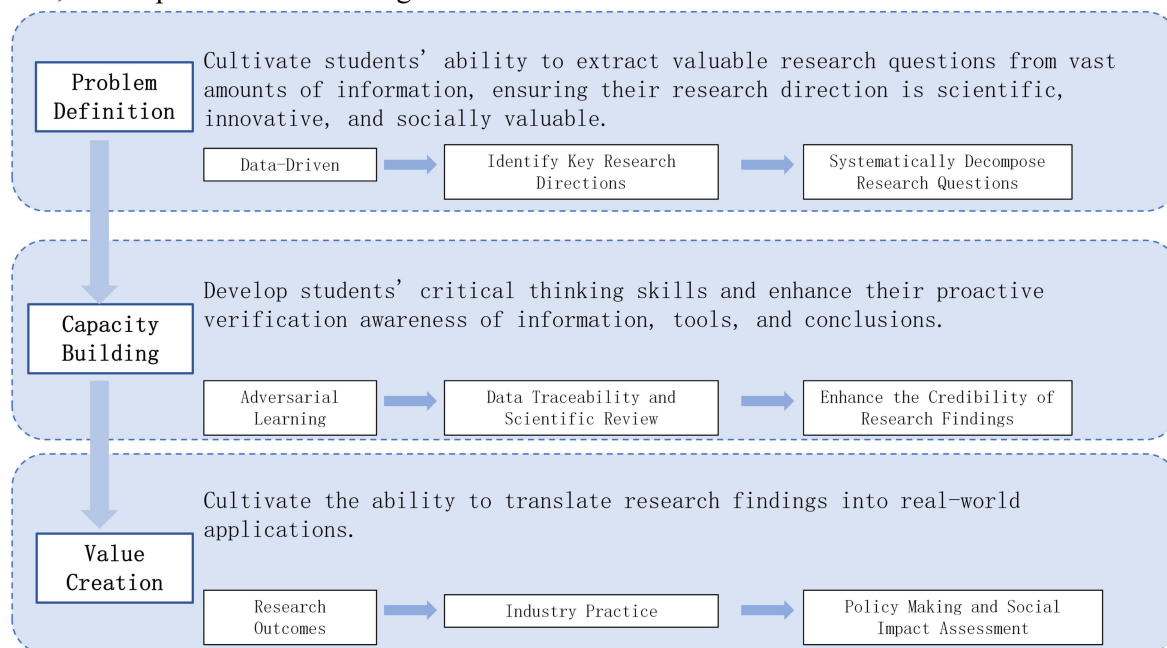 Problem
Definition
Cultivate students' ability to extract valuable research questions from vast
amounts of information, ensuring their research direction is scientific,
innovative, and socially valuable.
Data-Driven
Identify Key Research
Directions
Systematically Decompose
Research Questions
Capacity
Building
Develop students' critical thinking skills and enhance their proactive
verification awareness of information, tools, and conclusions.
Adversarial
Learning
Data Traceability and
Scientific Review
Enhance the Credibility of
Research Findings
Value
Creation
Cultivate the ability to translate research findings into real-world
applications.
Research
Outcomes
Industry Practice
Policy Making and Social
Impact Assessment